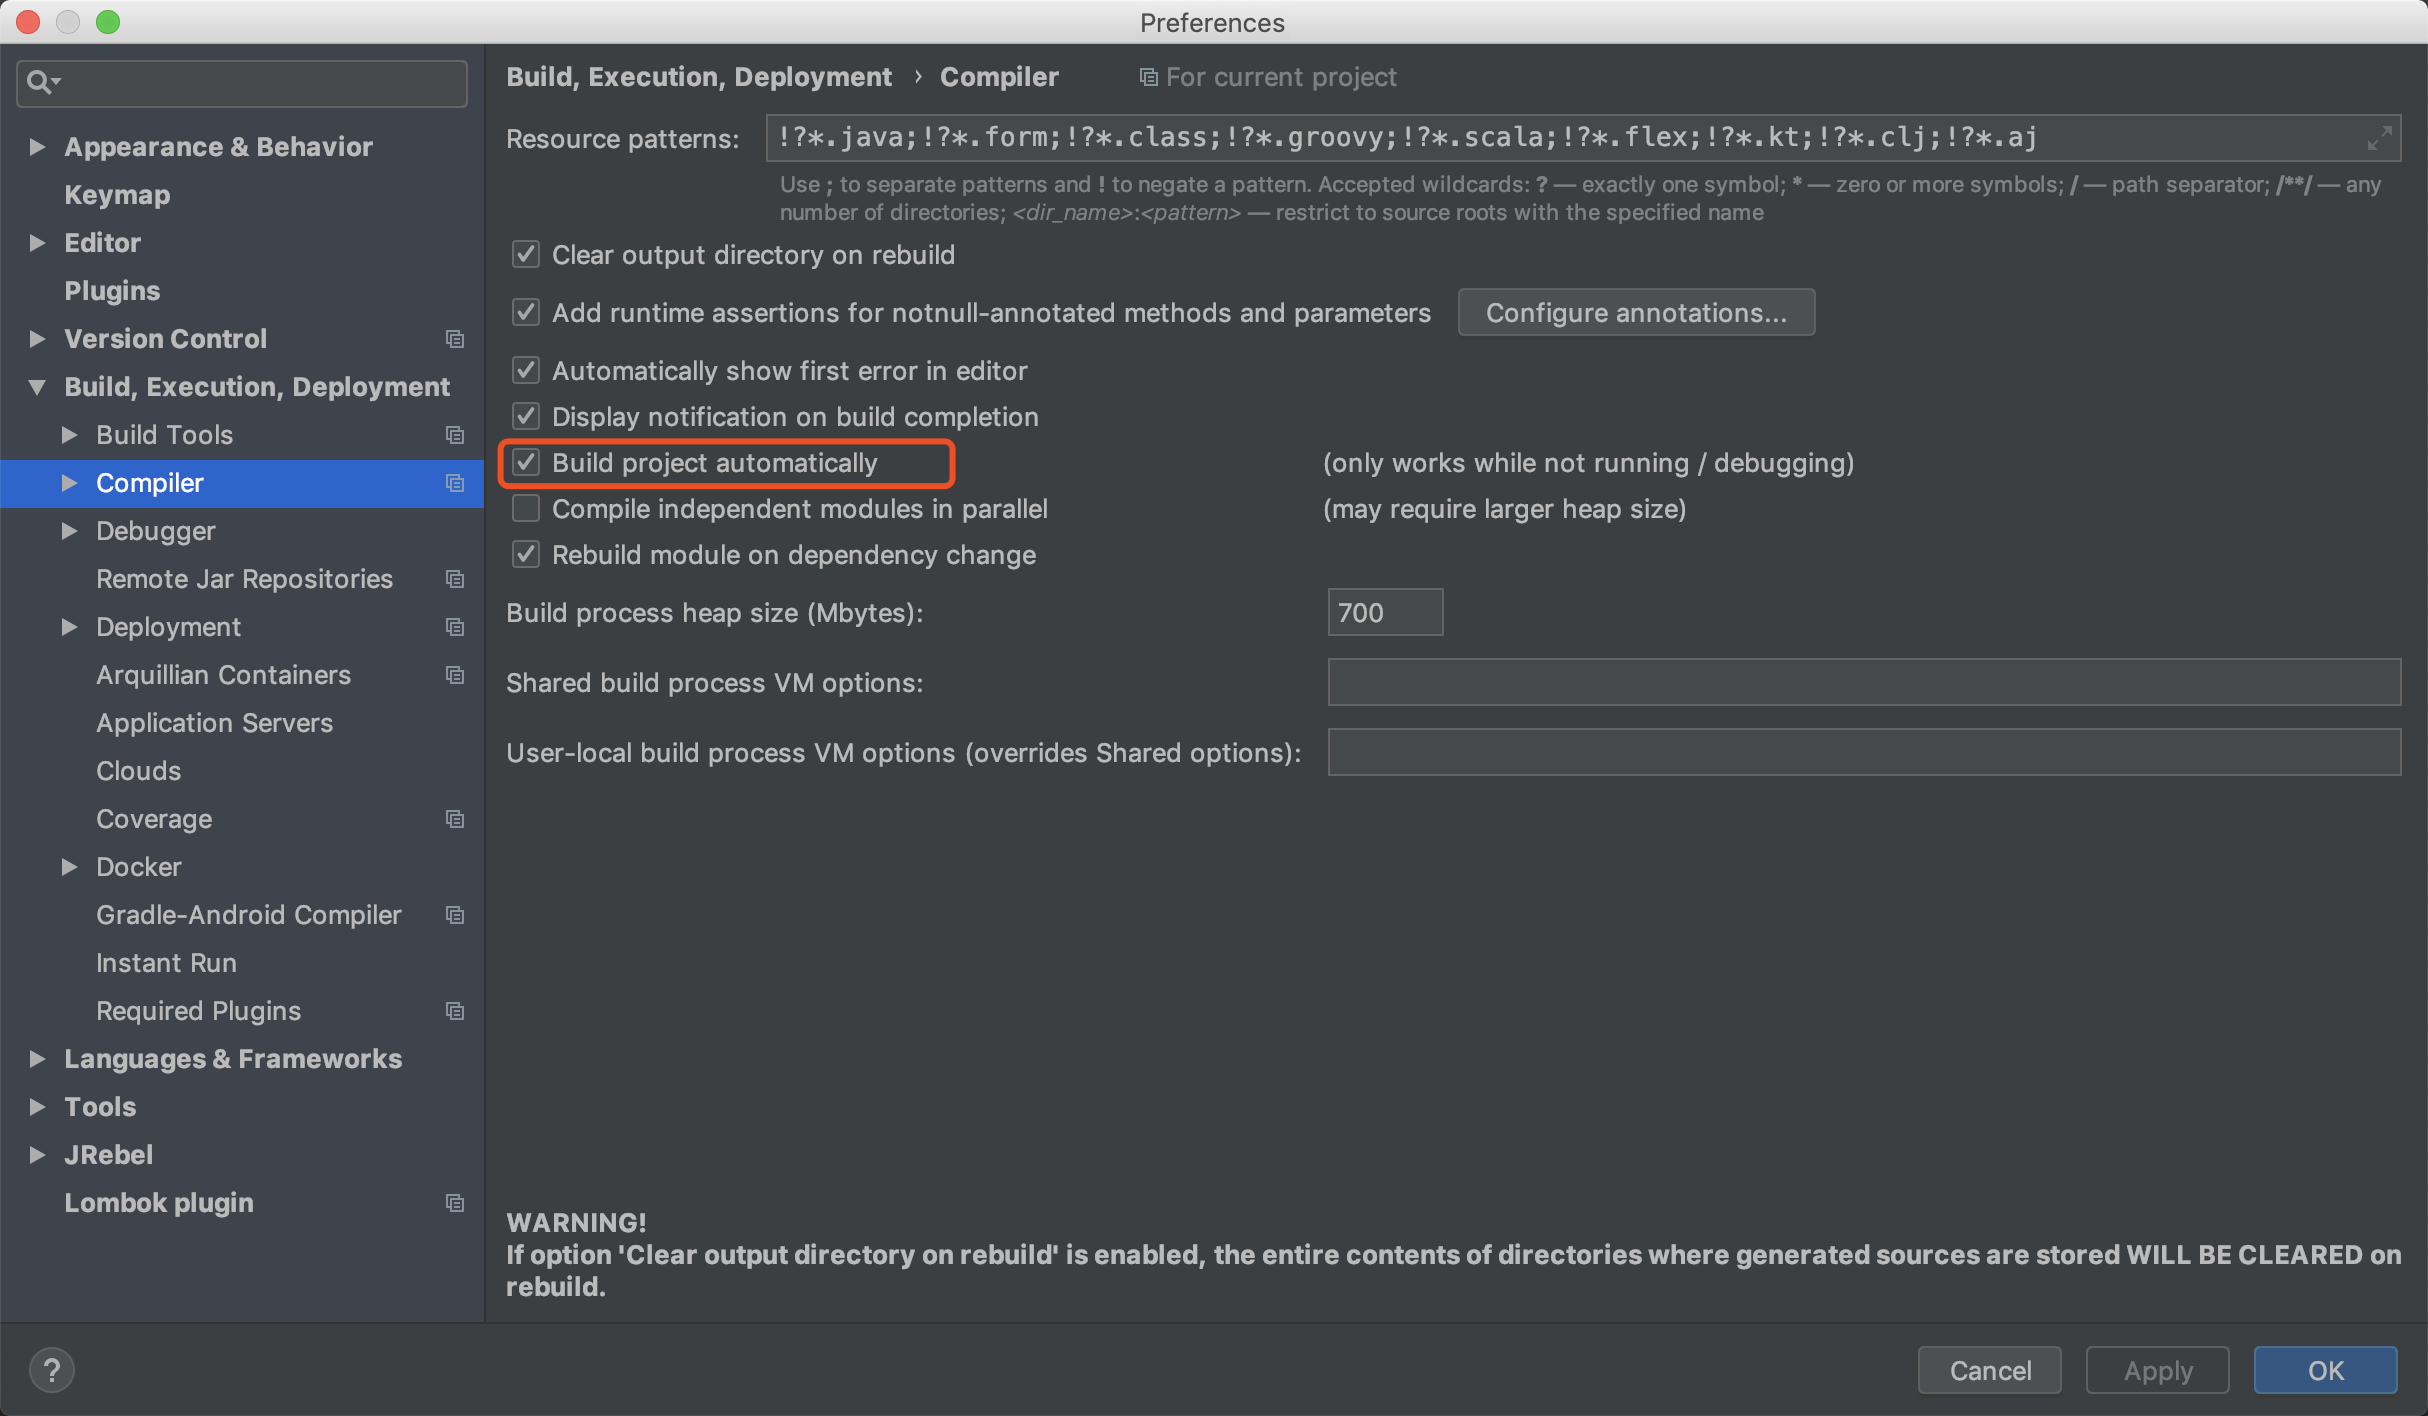 Preferences
Appearance & Behavior
Keymap
Editor
Plugins
Version Control
Build, Execution, Deployment
Build Tools
Compiler
Debugger
Remote Jar Repositories
Deployment
Arquillian Containers
Application Servers
Clouds
Coverage
Docker
Gradle-Android Compiler
Instant Run
Required Plugins
Languages & Frameworks
Tools
JRebel
Lombok plugin
Build, Execution, Deployment › Compiler For current project
Resource patterns: !?*.java;!?*.form;!?*.class;!?*.groovy;!?*.scala;!?*.flex;!?*.kt;!?*.clj;!?*.aj
Use ; to separate patterns and ! to negate a pattern. Accepted wildcards: ? — exactly one symbol; * — zero or more symbols; / — path separator; /**/ — any
number of directories; <dir_name>:<pattern> — restrict to source roots with the specified name
Clear output directory on rebuild
Add runtime assertions for notnull-annotated methods and parameters Configure annotations...
Automatically show first error in editor
Display notification on build completion
Build project automatically (only works while not running / debugging)
Compile independent modules in parallel (may require larger heap size)
Rebuild module on dependency change
Build process heap size (Mbytes): 700
Shared build process VM options:
User-local build process VM options (overrides Shared options):
WARNING!
If option 'Clear output directory on rebuild' is enabled, the entire contents of directories where generated sources are stored WILL BE CLEARED on
rebuild.
? Cancel Apply OK